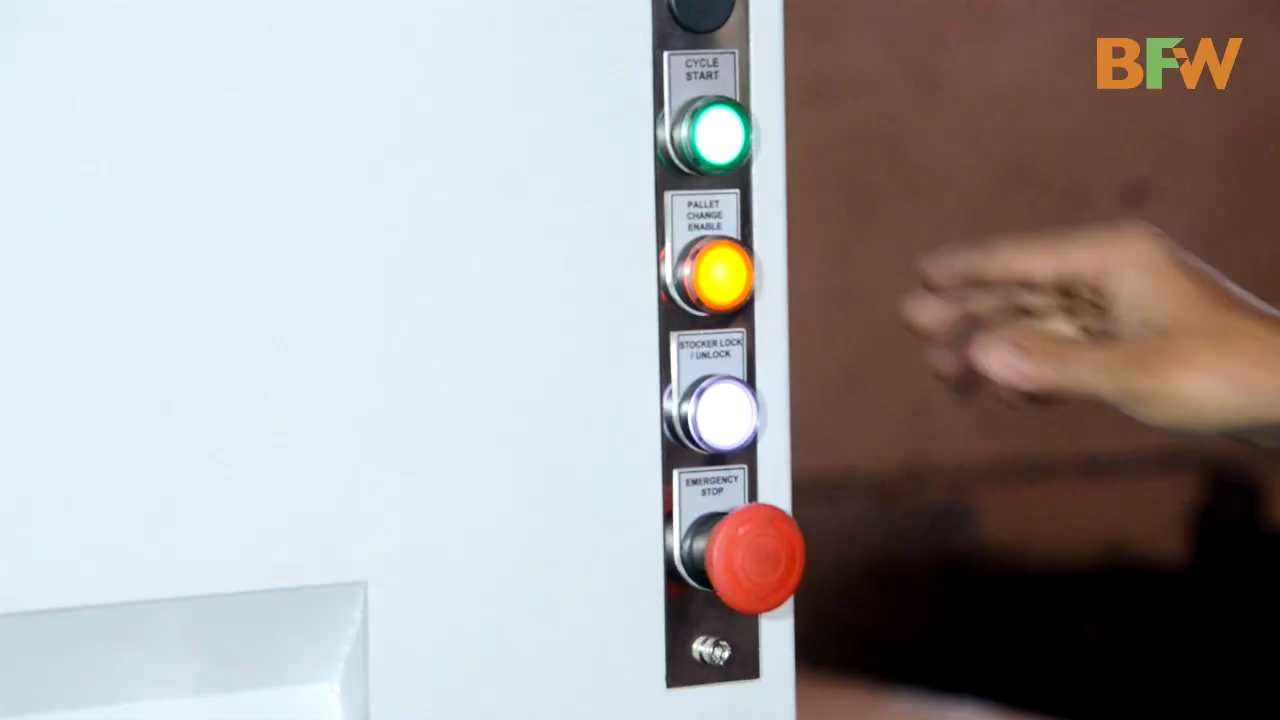 BFW
CYCLE
START
PALLET
CHANGE
ENABLE
STOCKER LOCK
/ UNLOCK
EMERGENCY
STOP